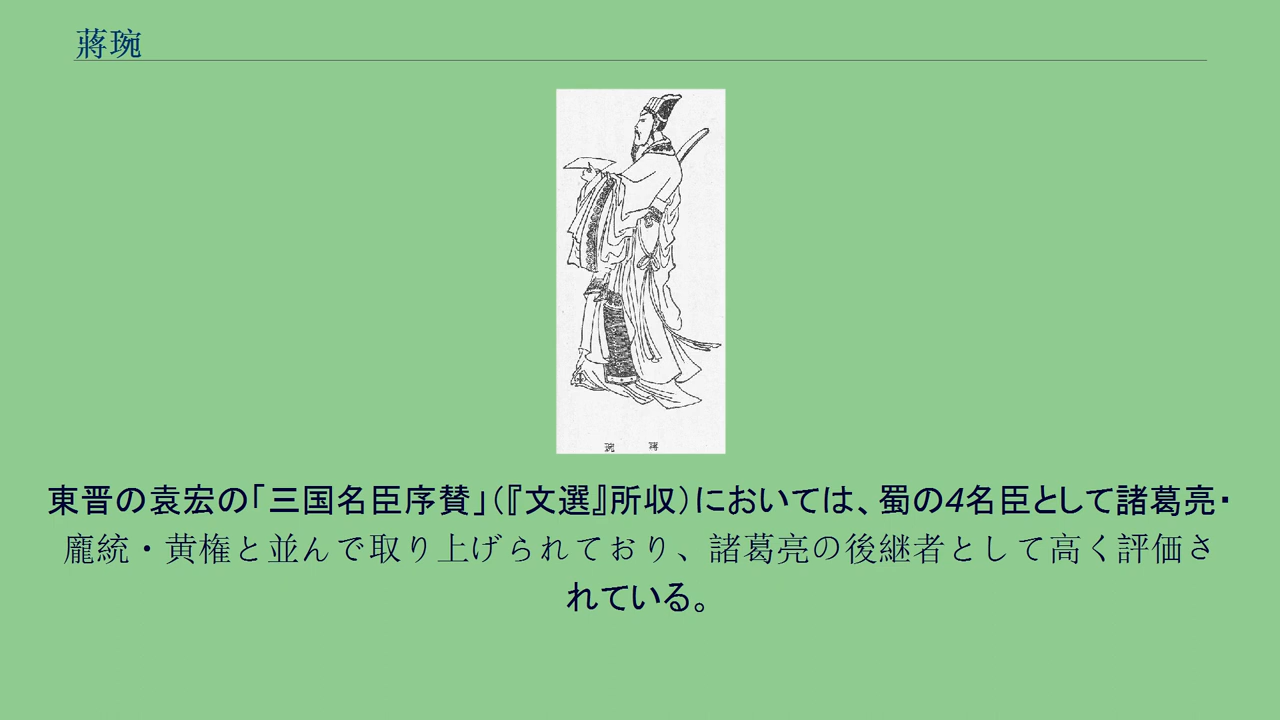 蔣琬
琬 蔣
東晋の袁宏の「三国名臣序賛」(『文選』所収)においては、蜀の4名臣として諸葛亮・
龐統・黄権と並んで取り上げられており、諸葛亮の後継者として高く評価さ
れている。